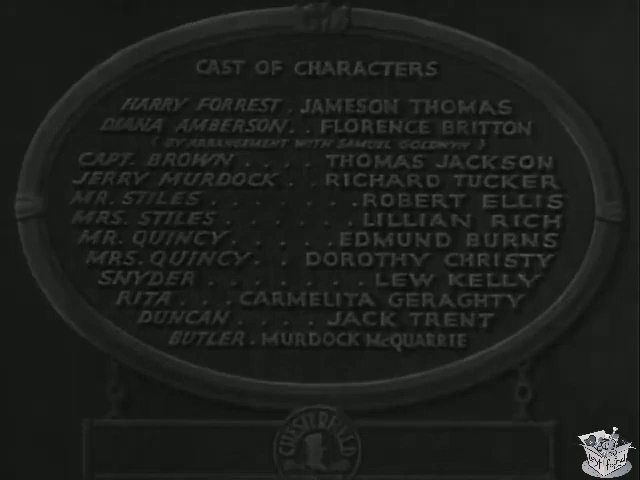 CAST OF CHARACTERS
HARRY FORREST . JAMESON THOMAS
DIANA AMBERSON . . FLORENCE BRITTON
( BY ARRANGEMENT WITH SAMUEL GOLDWYN )
CAPT. BROWN . . . . THOMAS JACKSON
JERRY MURDOCK . . RICHARD TUCKER
MR. STILES . . . . . . . ROBERT ELLIS
MRS. STILES . . . . . . LILLIAN RICH
MR. QUINCY . . . . . EDMUND BURNS
MRS. QUINCY . . DOROTHY CHRISTY
SNYDER . . . . . . . LEW KELLY
RITA . . . CARMELITA GERAGHTY
DUNCAN . . . . JACK TRENT
BUTLER . MURDOCK McQUARRIE
CHESTERFIELD